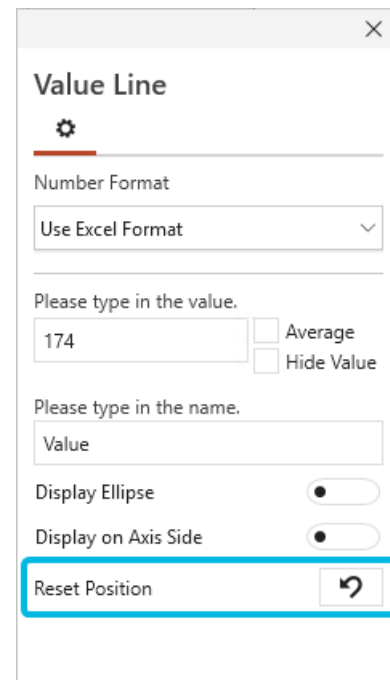 Value Line
Number Format
Use Excel Format
Please type in the value.
174
Average
Hide Value
Please type in the name.
Value
Display Ellipse
Display on Axis Side
Reset Position